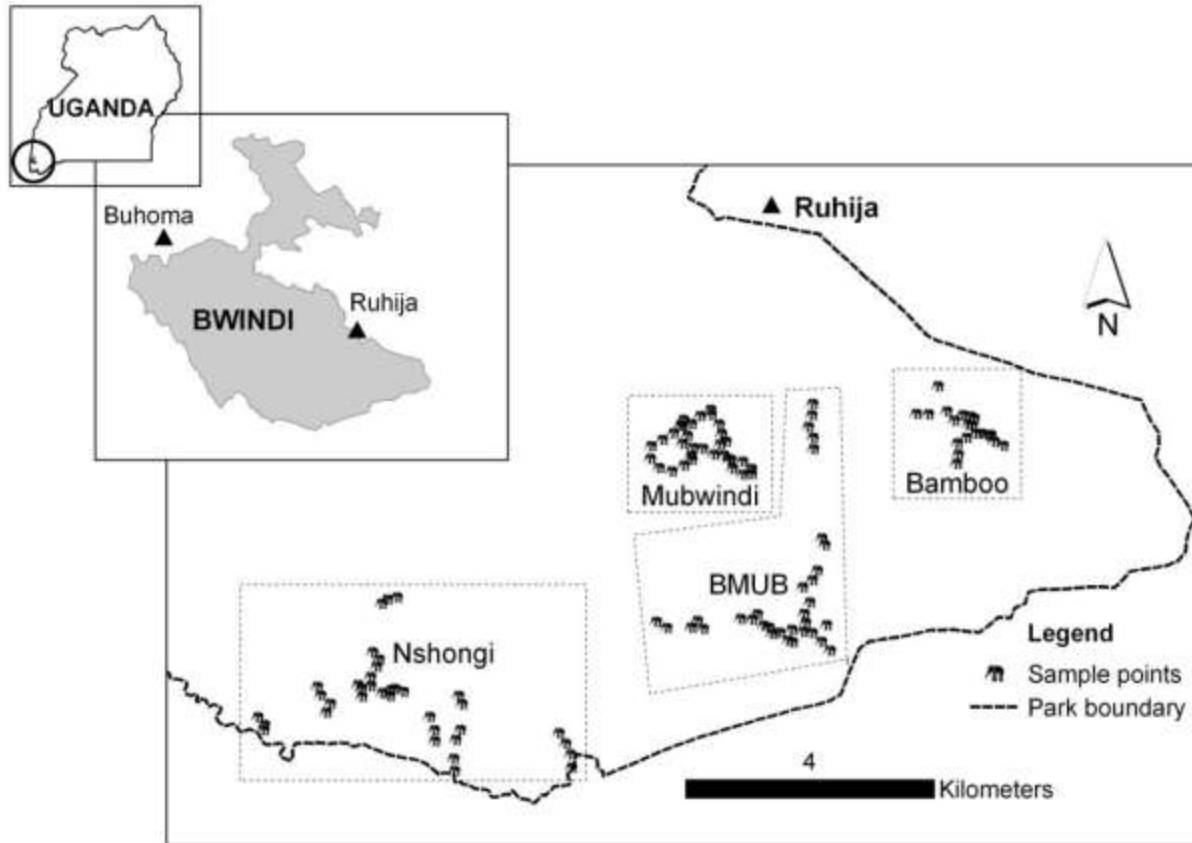 UGANDA
Buhoma
Ruhija
BWINDI
Ruhija
N
Mubwindi
Bamboo
BMUB
Nshongi
Legend
Sample points
Park boundary
4
Kilometers